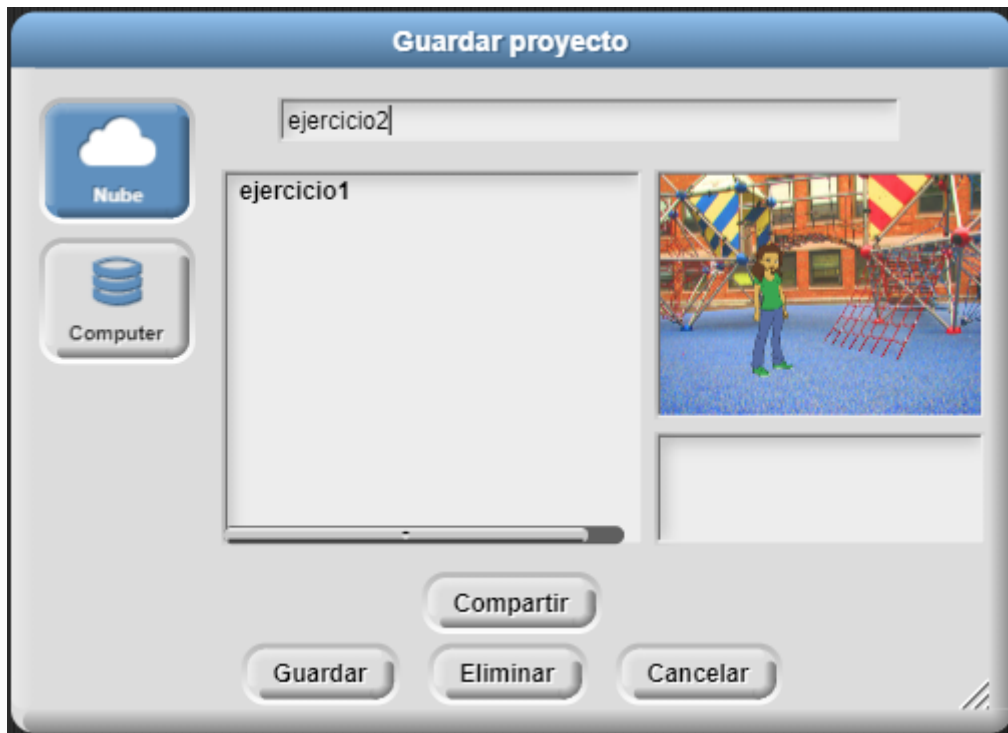 Guardar proyecto
ejercicio2
Nube
ejercicio1
Computer
Compartir
Guardar
Eliminar
Cancelar